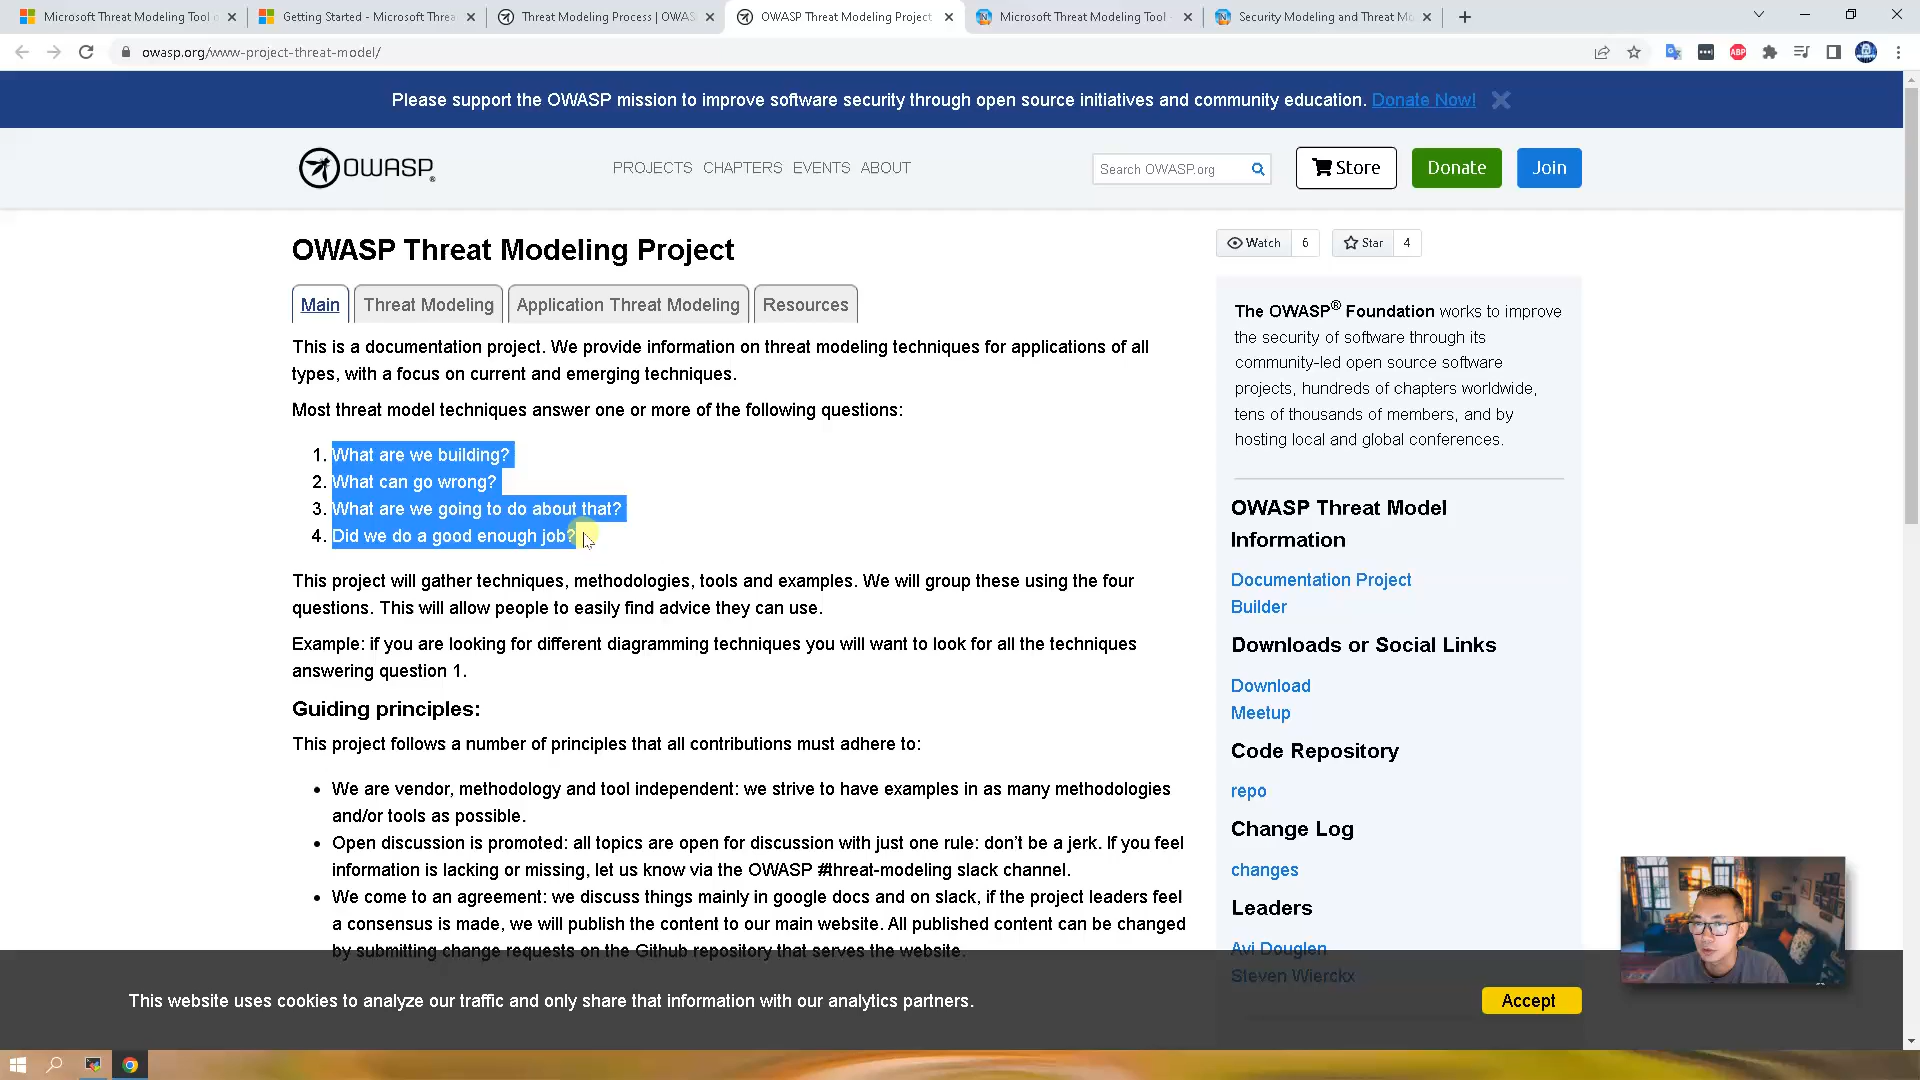 Microsoft Threat Modeling Tool o
Getting Started - Microsoft Threa
Threat Modeling Process | OWAS
OWASP Threat Modeling Project
Microsoft Threat Modeling Tool -
Security Modeling and Threat Mo
owasp.org/www-project-threat-model/
ABP
Please support the OWASP mission to improve software security through open source initiatives and community education. Donate Now!
OWASP
PROJECTS CHAPTERS EVENTS ABOUT
Search OWASP.org
Store
Donate
Join
OWASP Threat Modeling Project
Watch 6
Star 4
Main
Threat Modeling
Application Threat Modeling
Resources
This is a documentation project. We provide information on threat modeling techniques for applications of all
types, with a focus on current and emerging techniques.
Most threat model techniques answer one or more of the following questions:
1. What are we building?
2. What can go wrong?
3. What are we going to do about that?
4. Did we do a good enough job?
This project will gather techniques, methodologies, tools and examples. We will group these using the four
questions. This will allow people to easily find advice they can use.
Example: if you are looking for different diagramming techniques you will want to look for all the techniques
answering question 1.
Guiding principles:
This project follows a number of principles that all contributions must adhere to:
• We are vendor, methodology and tool independent: we strive to have examples in as many methodologies
and/or tools as possible.
• Open discussion is promoted: all topics are open for discussion with just one rule: don't be a jerk. If you feel
information is lacking or missing, let us know via the OWASP #threat-modeling slack channel.
• We come to an agreement: we discuss things mainly in google docs and on slack, if the project leaders feel
a consensus is made, we will publish the content to our main website. All published content can be changed
by submitting change requests on the Github repository that serves the website.
The OWASP® Foundation works to improve
the security of software through its
community-led open source software
projects, hundreds of chapters worldwide,
tens of thousands of members, and by
hosting local and global conferences.
OWASP Threat Model
Information
Documentation Project
Builder
Downloads or Social Links
Download
Meetup
Code Repository
repo
Change Log
changes
Leaders
Avi Douglen
Steven Wierckx
This website uses cookies to analyze our traffic and only share that information with our analytics partners.
Accept